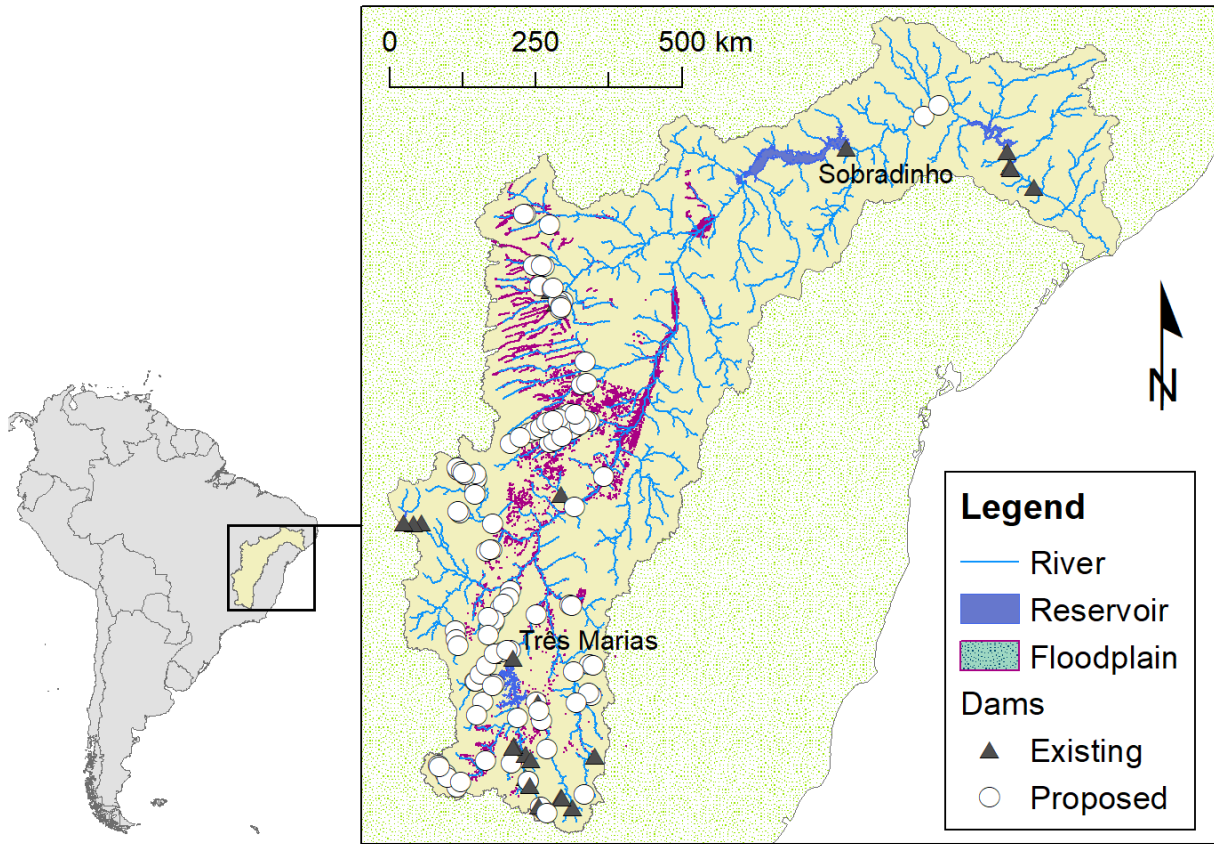 0 250 500 km
Sobradinho
N
Três Marias
Legend
River
Reservoir
Floodplain
Dams
Existing
Proposed